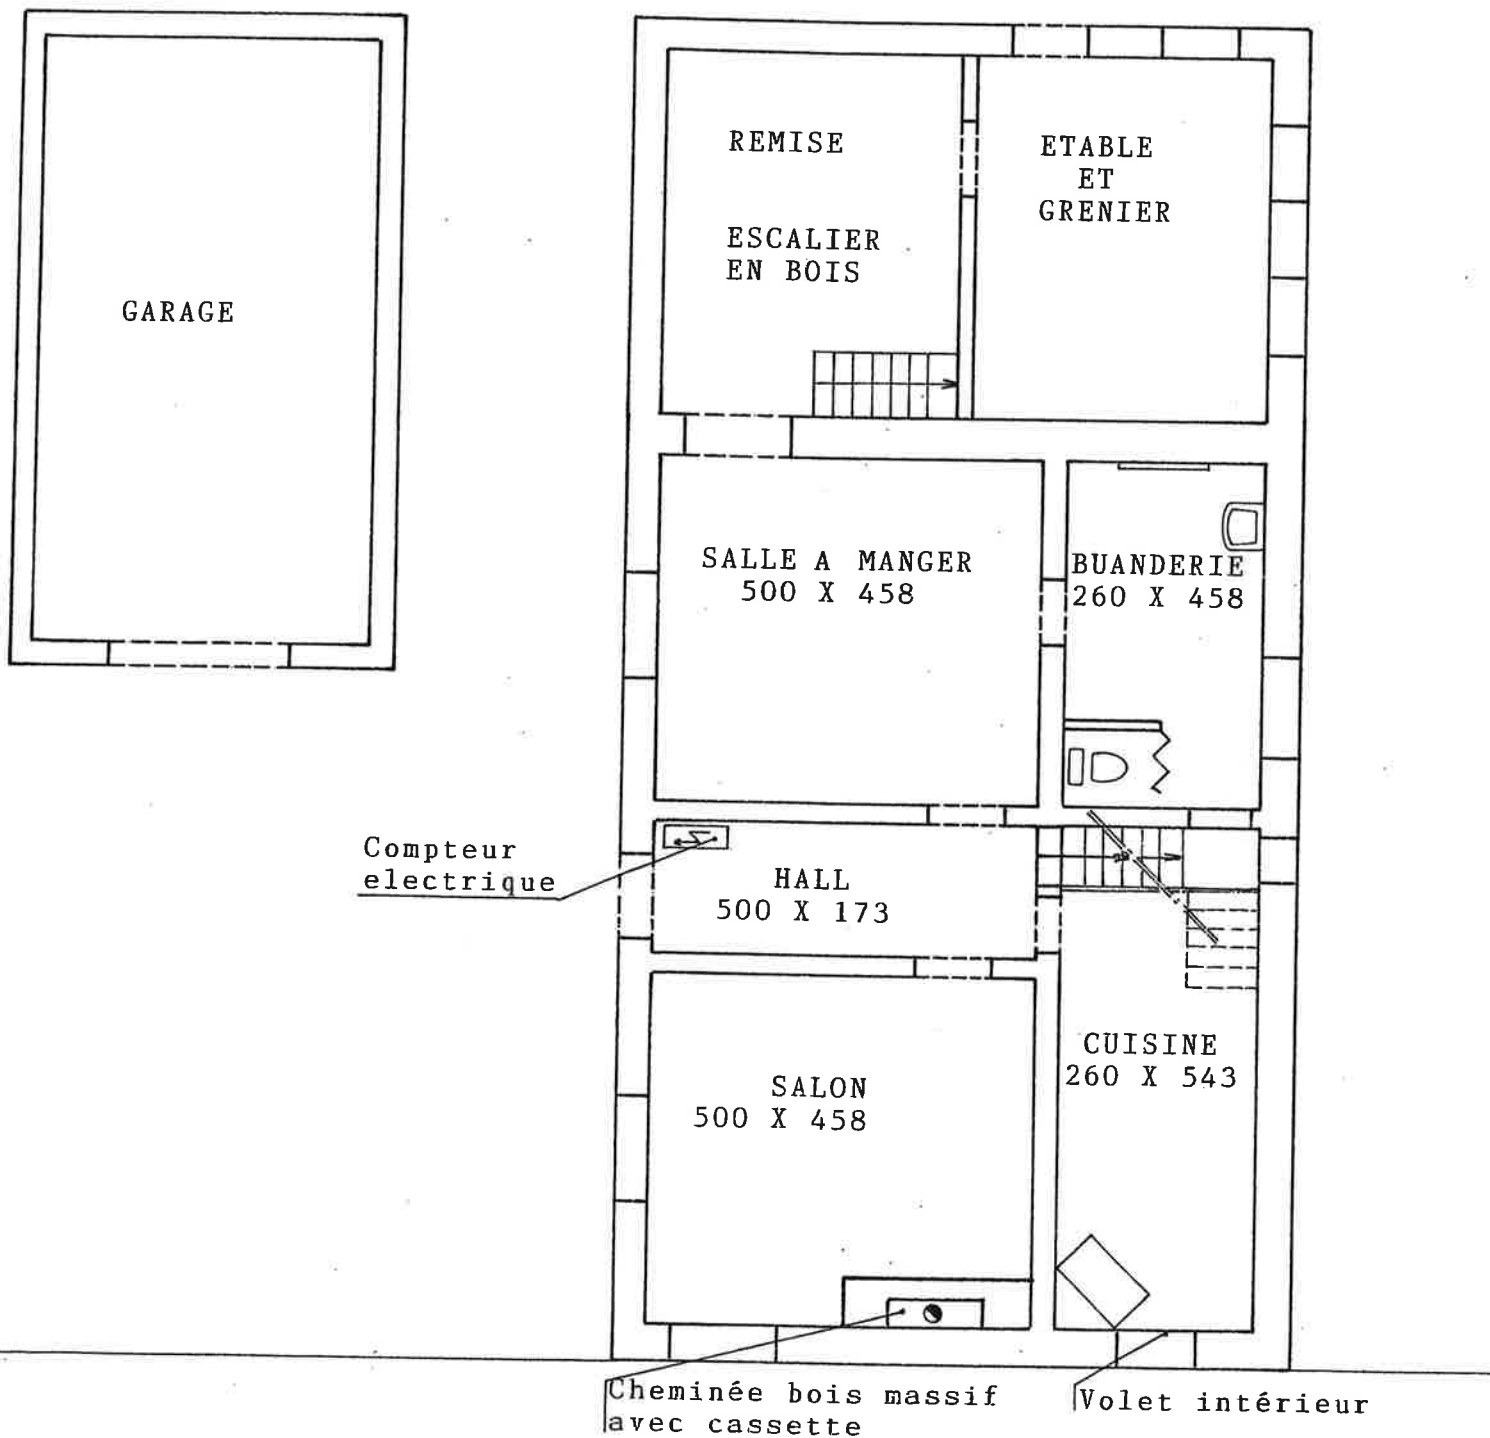 GARAGE
REMISE
ESCALIER
EN BOIS
ETABLE
ET
GRENIER
SALLE A MANGER
500 X 458
BUANDERIE
260 X 458
Compteur
electrique
HALL
500 X 173
CUISINE
260 X 543
SALON
500 X 458
Cheminée bois massif
avec cassette
Volet intérieur